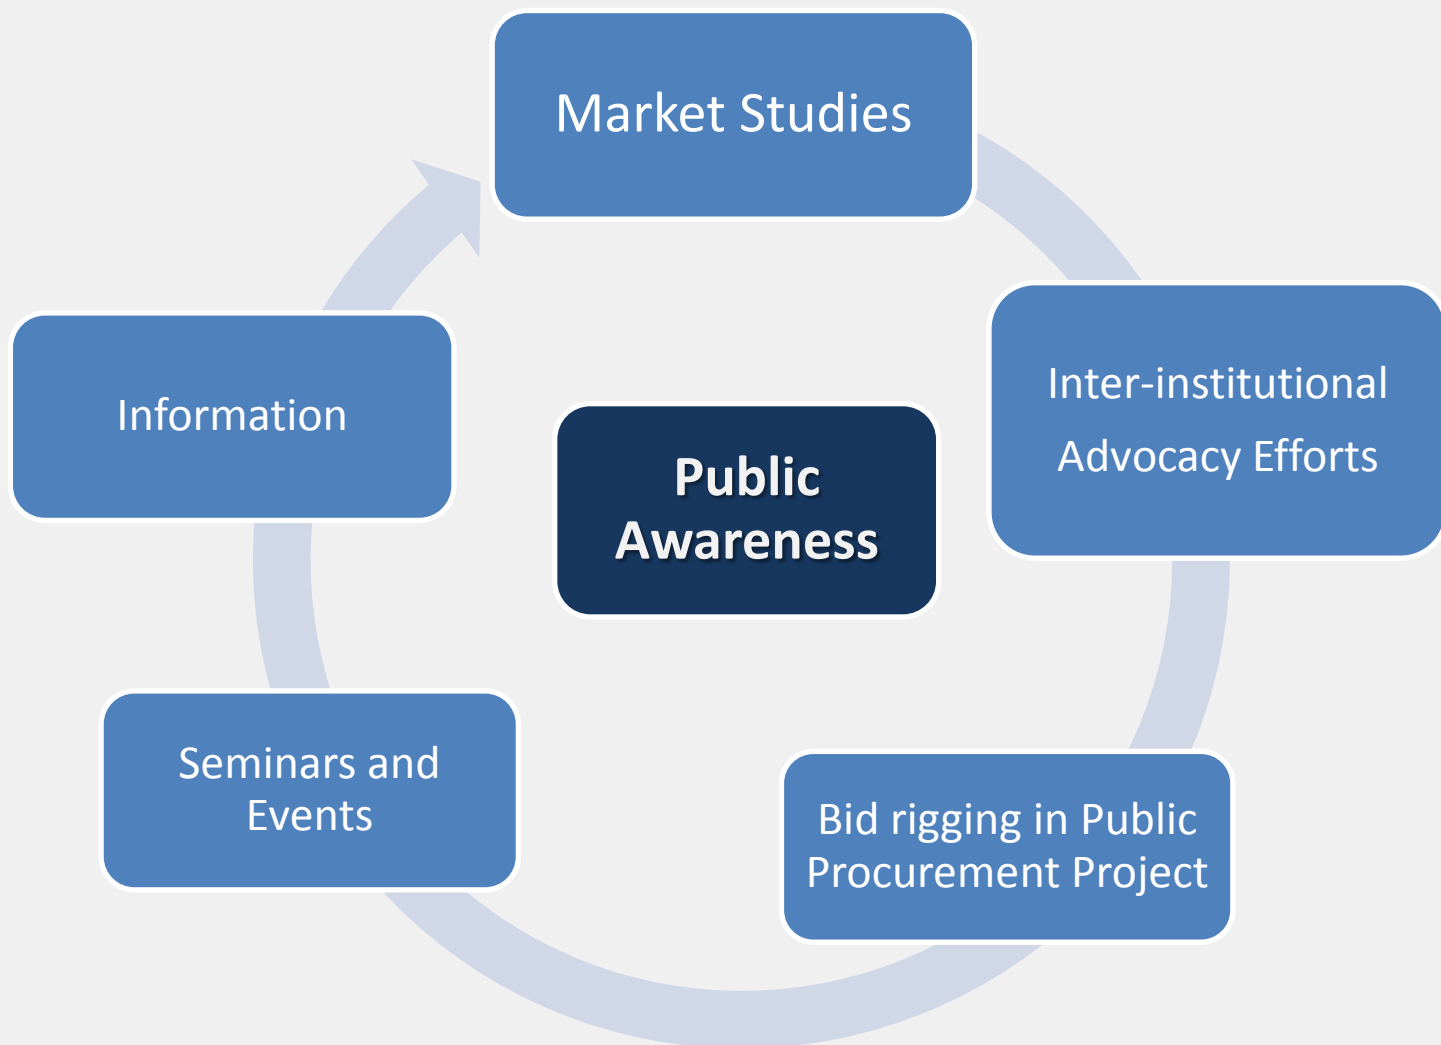 Market Studies
Inter-institutional
Advocacy Efforts
Information
Public
Awareness
Seminars and
Events
Bid rigging in Public
Procurement Project